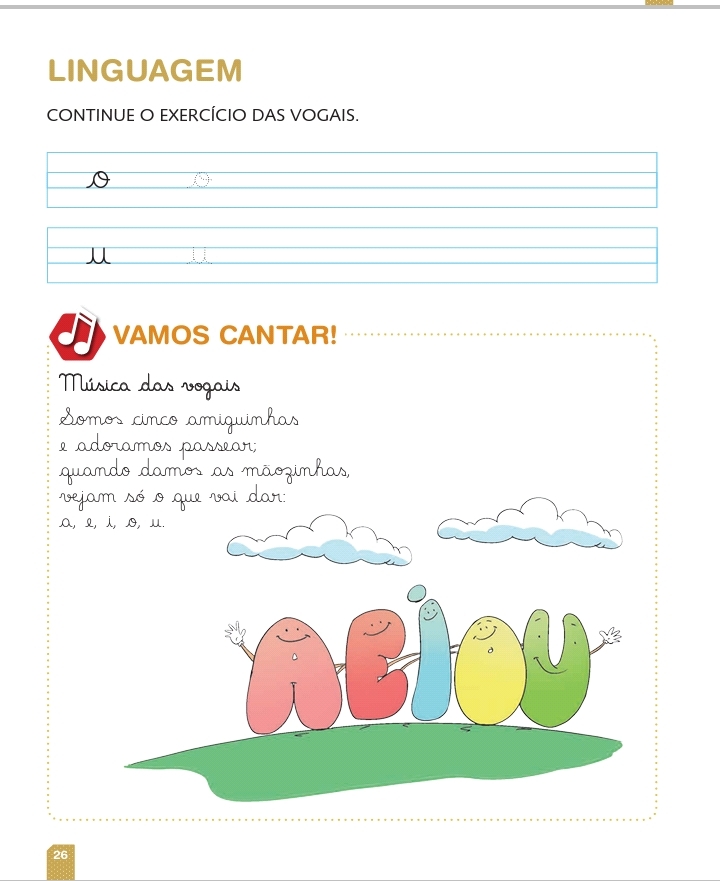 LINGUAGEM
CONTINUE O EXERCÍCIO DAS VOGAIS.
o o
u u
VAMOS CANTAR!
Música das vogais
Somos cinco amiguinhas
e adoramos passear;
quando damos as mãozinhas,
vejam só o que vai dar:
a, e, i, o, u.
A E i O U
26